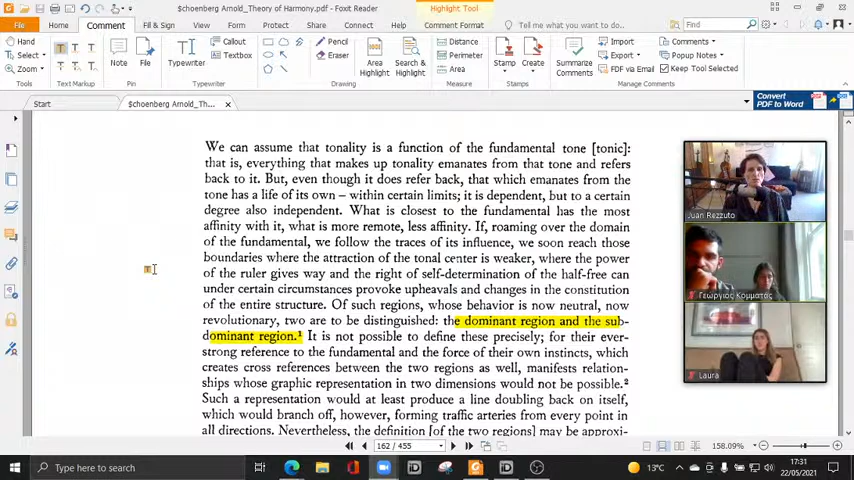 $choenberg Arnold_Theory of Harmony.pdf - Foxit Reader
Highlight Tool
File Home Comment Fill & Sign View Form Protect Share Connect Help Extras Comment Format Tell me what you want to do... Find
Hand
Select
Zoom
Text Markup
Note
File
Typewriter
Callout
Textbox
Typewriter
Pencil
Eraser
Drawing
Area Highlight
Search & Highlight
Distance
Perimeter
Area
Measure
Stamp
Create
Summarize Comments
Import
Export
FDF via Email
Comments
Popups
Keep Tool Selected
Manage Comments
Start
$choenberg Arnold_Th...
Convert
PDF to Word
We can assume that tonality is a function of the fundamental tone [tonic]:
that is, everything that makes up tonality emanates from that tone and refers
back to it. But, even though it does refer back, that which emanates from the
tone has a life of its own – within certain limits; it is dependent, but to a certain
degree also independent. What is closest to the fundamental has the most
affinity with it, what is more remote, less affinity. If, roaming over the domain
of the fundamental, we follow the traces of its influence, we soon reach those
boundaries where the attraction of the tonal center is weaker, where the power
of the ruler gives way and the right of self-determination of the half-free can
under certain circumstances provoke upheavals and changes in the constitution
of the entire structure. Of such regions, whose behavior is now neutral, now
revolutionary, two are to be distinguished: the dominant region and the sub-
dominant region.¹ It is not possible to define these precisely; for their ever-
strong reference to the fundamental and the force of their own instincts, which
creates cross references between the two regions as well, manifests relation-
ships whose graphic representation in two dimensions would not be possible.²
Such a representation would at least produce a line doubling back on itself,
which would branch off, however, forming traffic arteries from every point in
all directions. Nevertheless, the definition [of the two regions] may be approxi-
Juan Rezzuto
Γεώργιος Κομματάς
Laura
162 / 455
158.09%
Type here to search
13°C
17:31
22/05/2021